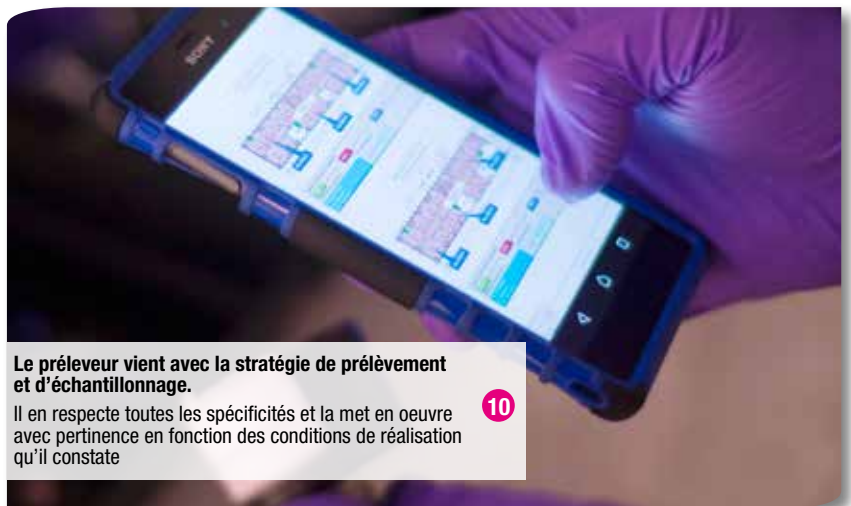 SONY
Le préleveur vient avec la stratégie de prélèvement
et d'échantillonnage.
Il en respecte toutes les spécificités et la met en oeuvre
avec pertinence en fonction des conditions de réalisation
qu'il constate
10